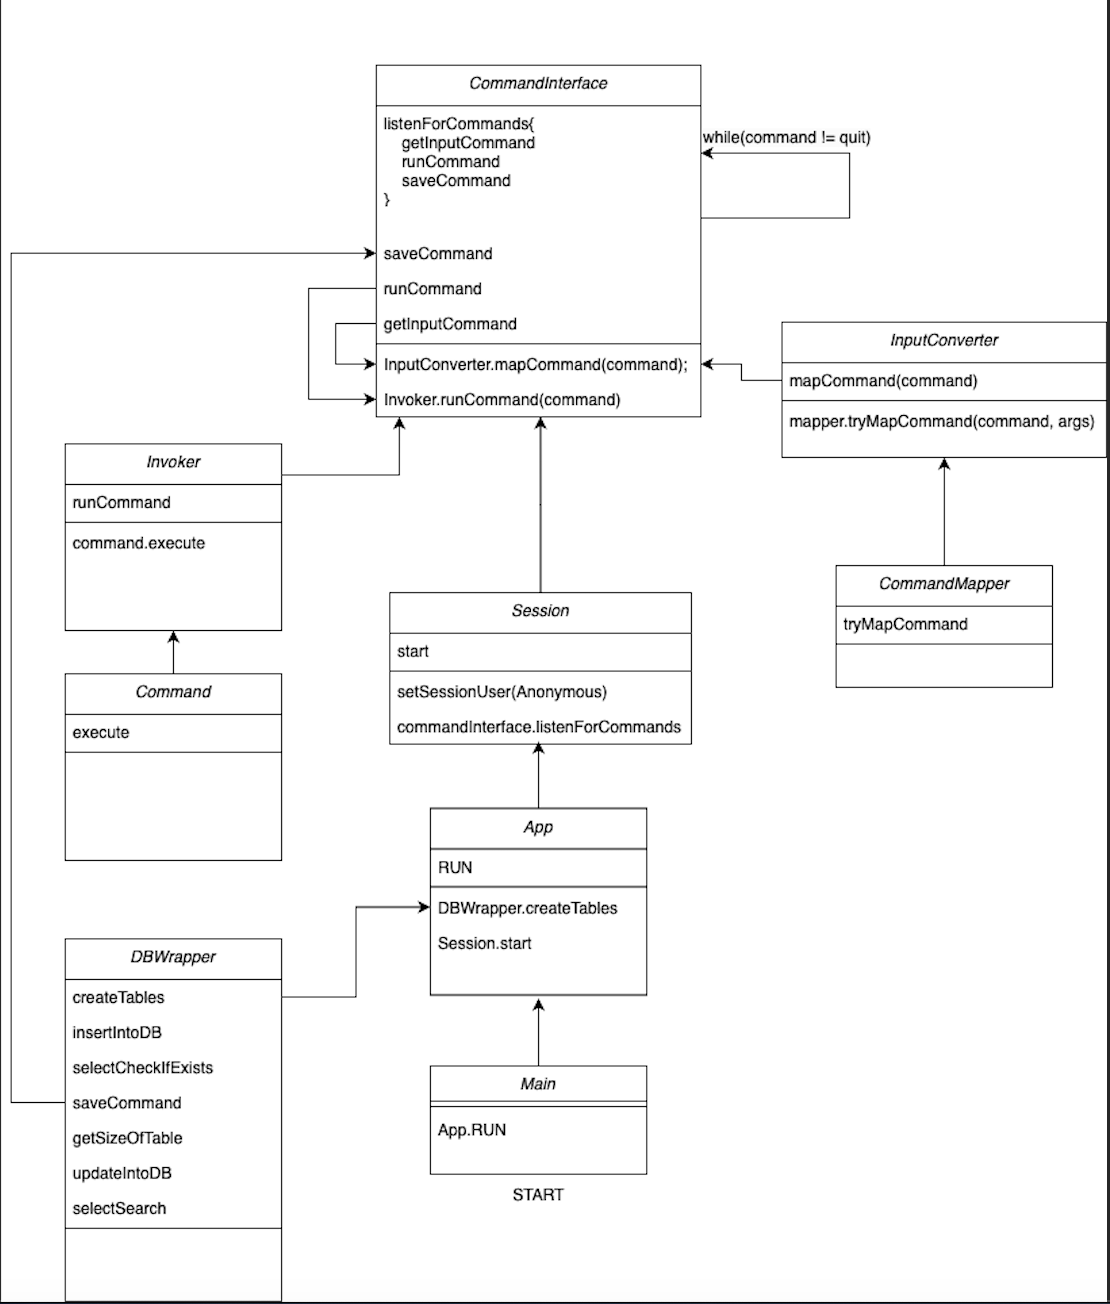 CommandInterface
listenForCommands{
getInputCommand
runCommand
saveCommand
}
while(command != quit)
saveCommand
runCommand
getInputCommand
InputConverter.mapCommand(command);
Invoker.runCommand(command)
InputConverter
mapCommand(command)
mapper.tryMapCommand(command, args)
Invoker
runCommand
command.execute
CommandMapper
tryMapCommand
Session
start
setSessionUser(Anonymous)
commandInterface.listenForCommands
Command
execute
App
RUN
DBWrapper.createTables
Session.start
DBWrapper
createTables
insertIntoDB
selectCheckIfExists
saveCommand
getSizeOfTable
updateIntoDB
selectSearch
Main
App.RUN
START